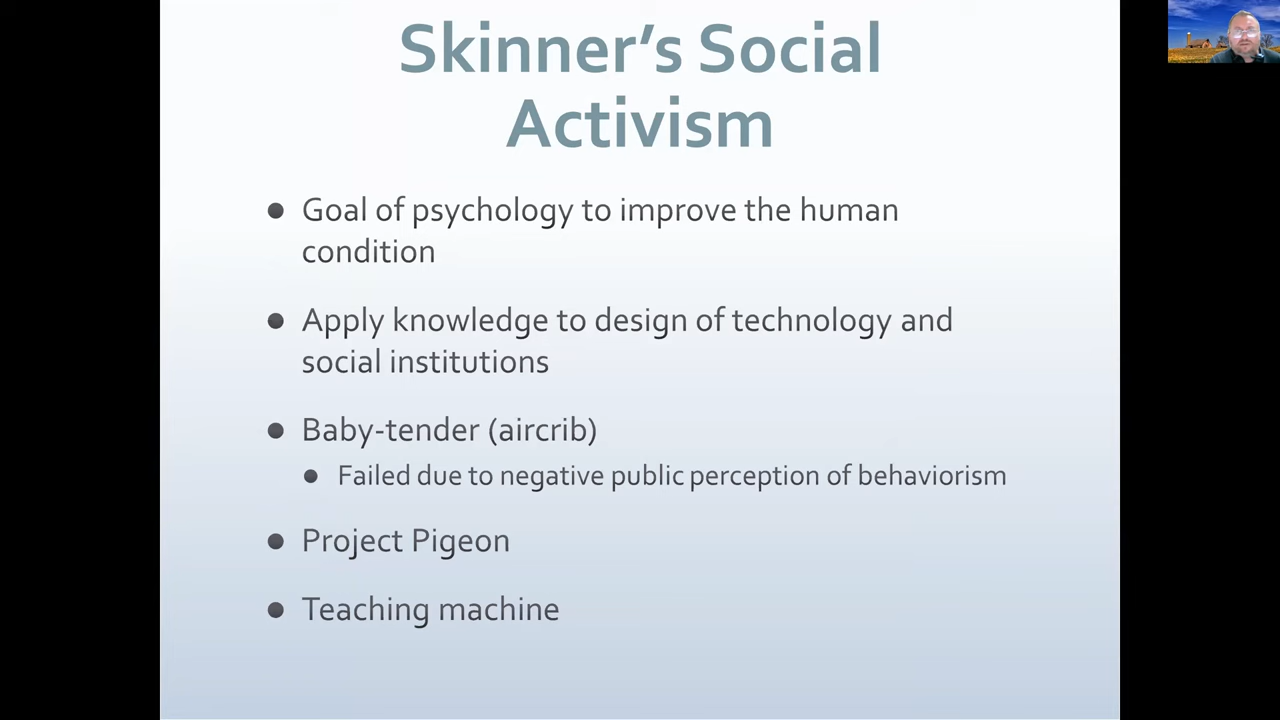 Skinner’s Social
Activism
● Goal of psychology to improve the human
condition
● Apply knowledge to design of technology and
social institutions
● Baby-tender (aircrib)
● Failed due to negative public perception of behaviorism
● Project Pigeon
● Teaching machine